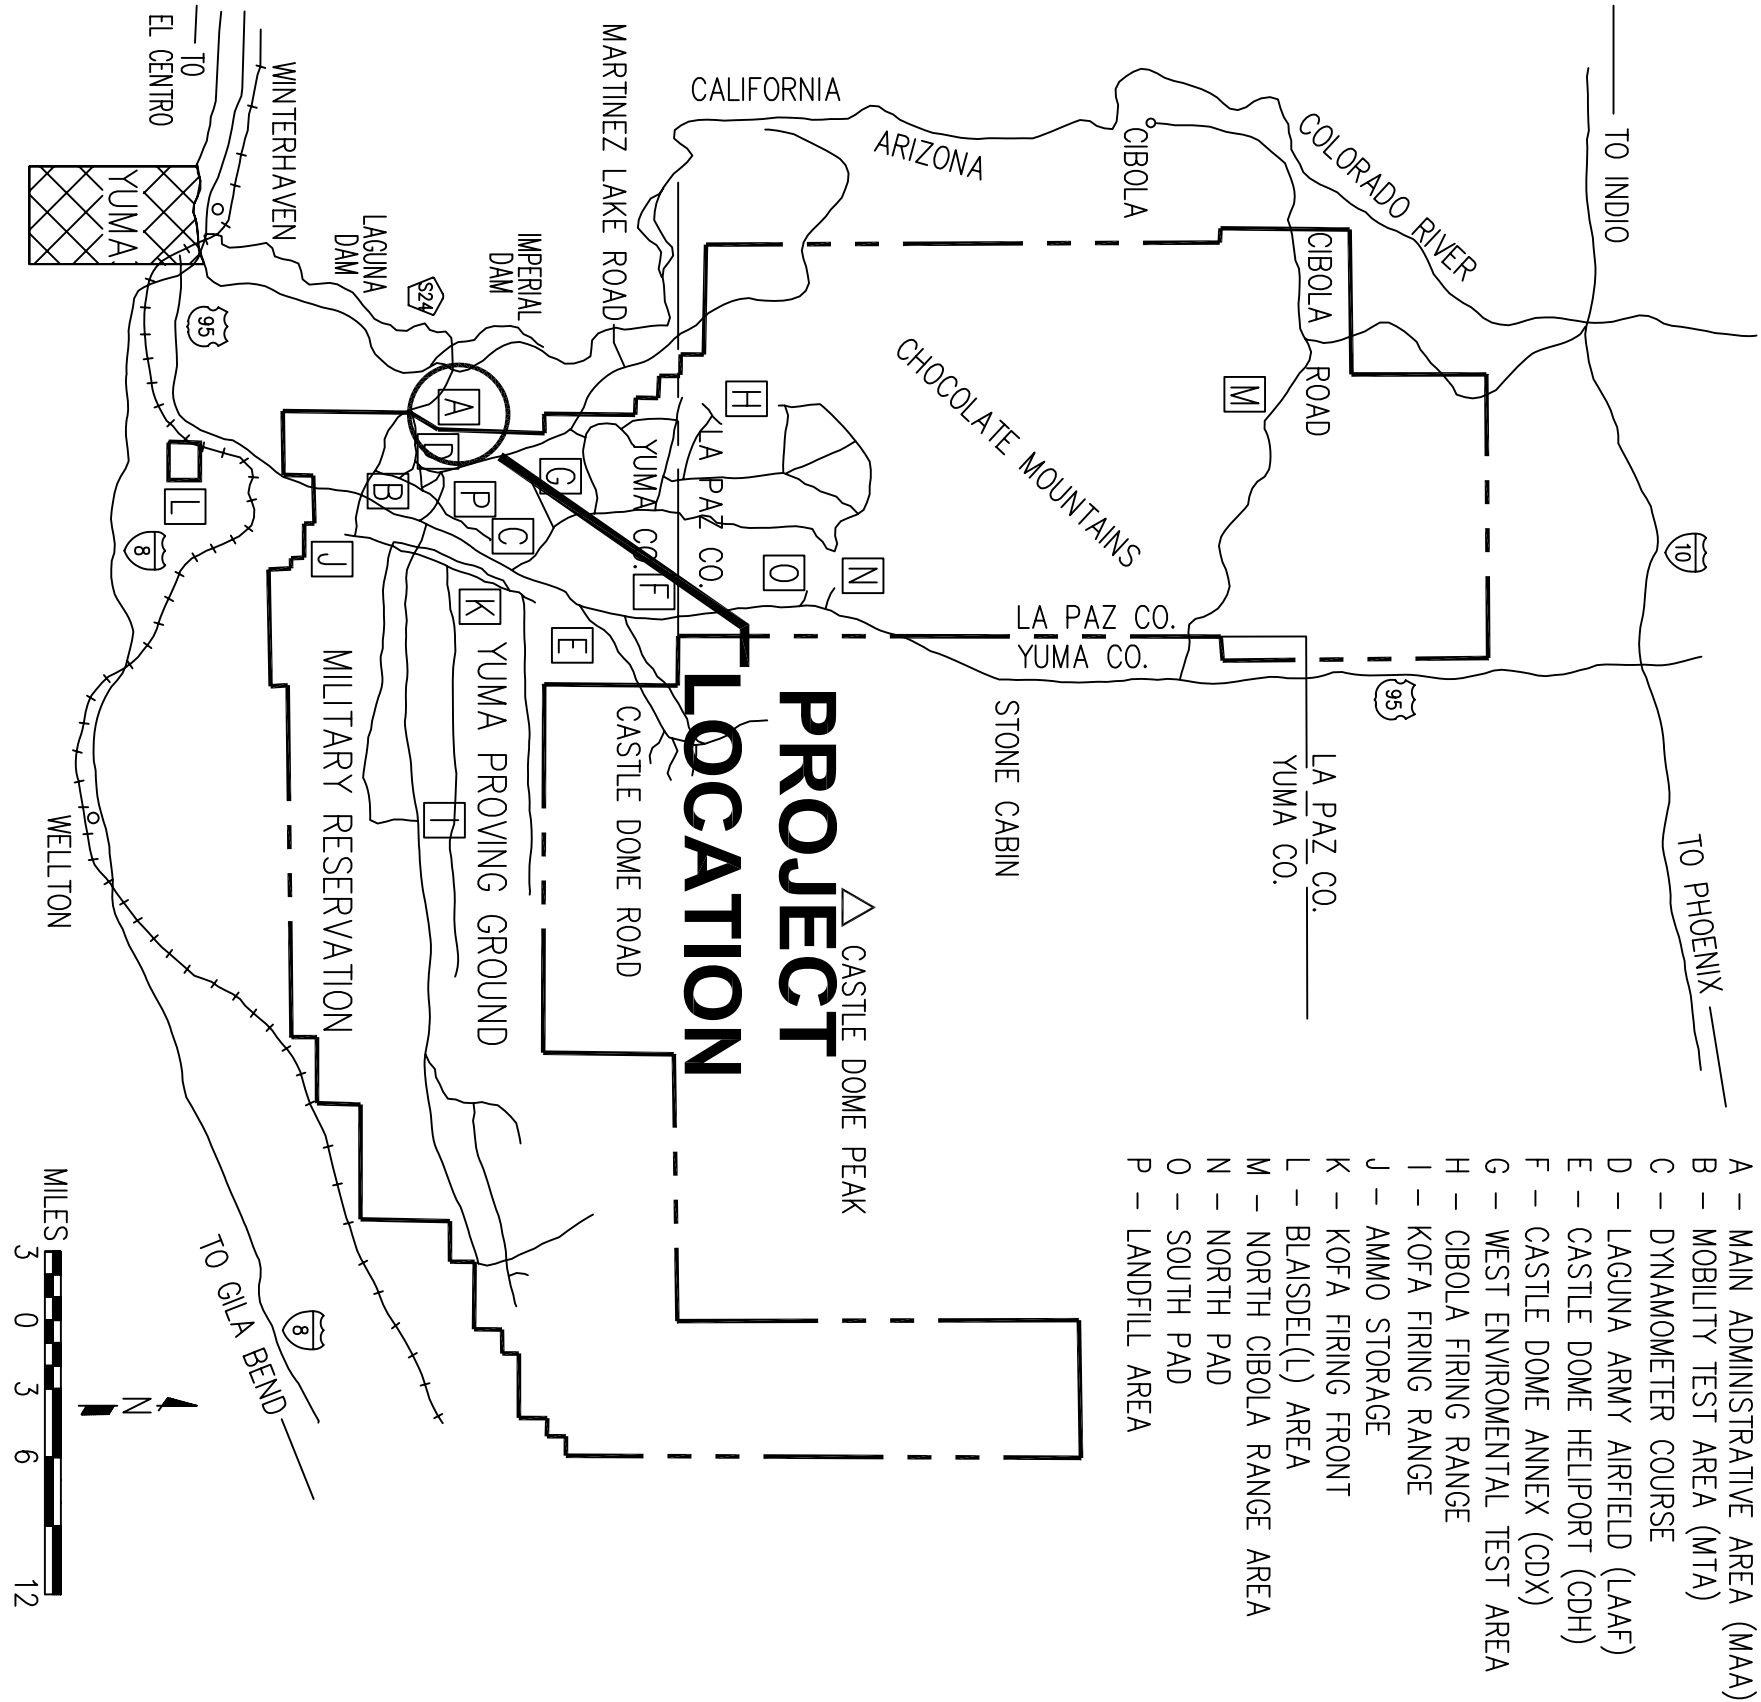 TO INDIO
COLORADO RIVER
CIBOLA
CIBOLA ROAD
CALIFORNIA
ARIZONA
10
TO PHOENIX
M
CHOCOLATE MOUNTAINS
LA PAZ CO.
YUMA CO.
95
LA PAZ CO.
YUMA CO.
STONE CABIN
MARTINEZ LAKE ROAD
H
N
O
LA PAZ CO.
YUMA CO.
F
G
E
PROJECT
LOCATION
CASTLE DOME PEAK
CASTLE DOME ROAD
IMPERIAL
DAM
S24
LAGUNA
DAM
A
D
P
C
B
K
J
I
YUMA PROVING GROUND
MILITARY RESERVATION
WINTERHAVEN
TO
EL CENTRO
YUMA
95
L
8
WELLTON
TO GILA BEND
8
N
MILES
3 0 3 6 12
A – MAIN ADMINISTRATIVE AREA (MAA)
B – MOBILITY TEST AREA (MTA)
C – DYNAMOMETER COURSE
D – LAGUNA ARMY AIRFIELD (LAAF)
E – CASTLE DOME HELIPORT (CDH)
F – CASTLE DOME ANNEX (CDX)
G – WEST ENVIROMENTAL TEST AREA
H – CIBOLA FIRING RANGE
I – KOFA FIRING RANGE
J – AMMO STORAGE
K – KOFA FIRING FRONT
L – BLAISDEL(L) AREA
M – NORTH CIBOLA RANGE AREA
N – NORTH PAD
O – SOUTH PAD
P – LANDFILL AREA